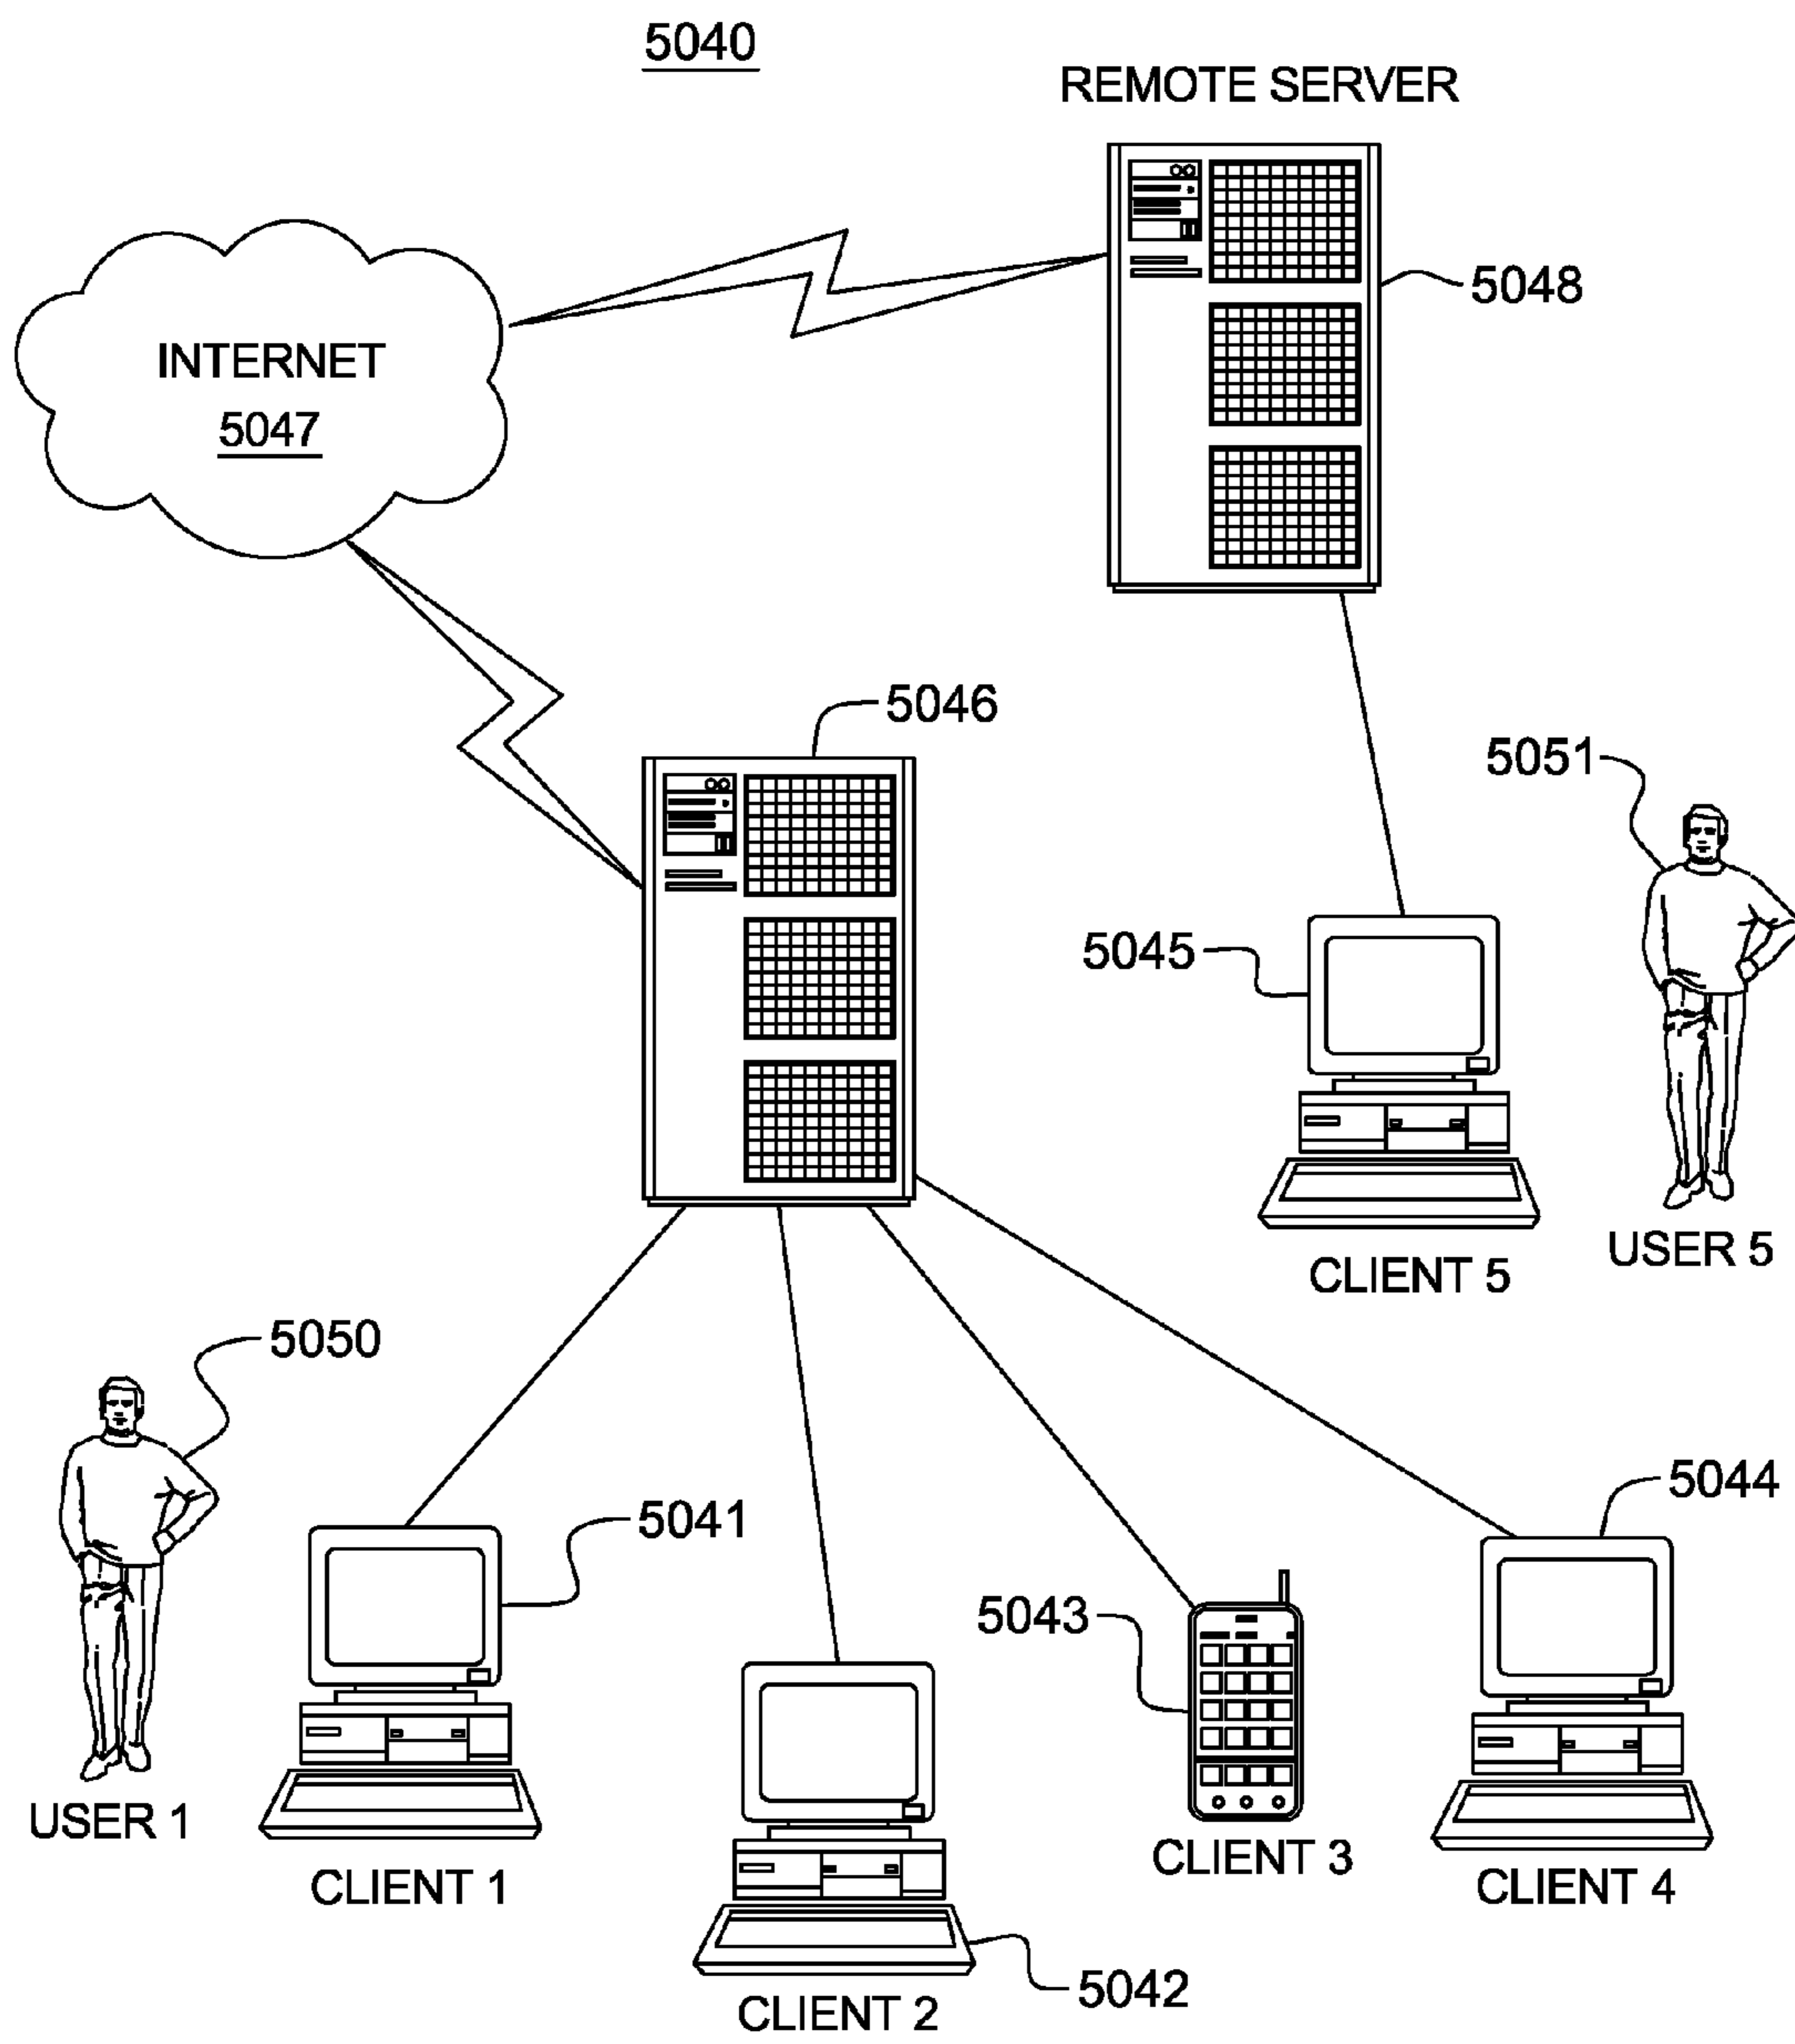 5040
REMOTE SERVER
5048
INTERNET
5047
5046
5051
5045
USER 5
CLIENT 5
5050
5041
5044
5043
USER 1
CLIENT 1
CLIENT 3
CLIENT 4
5042
CLIENT 2